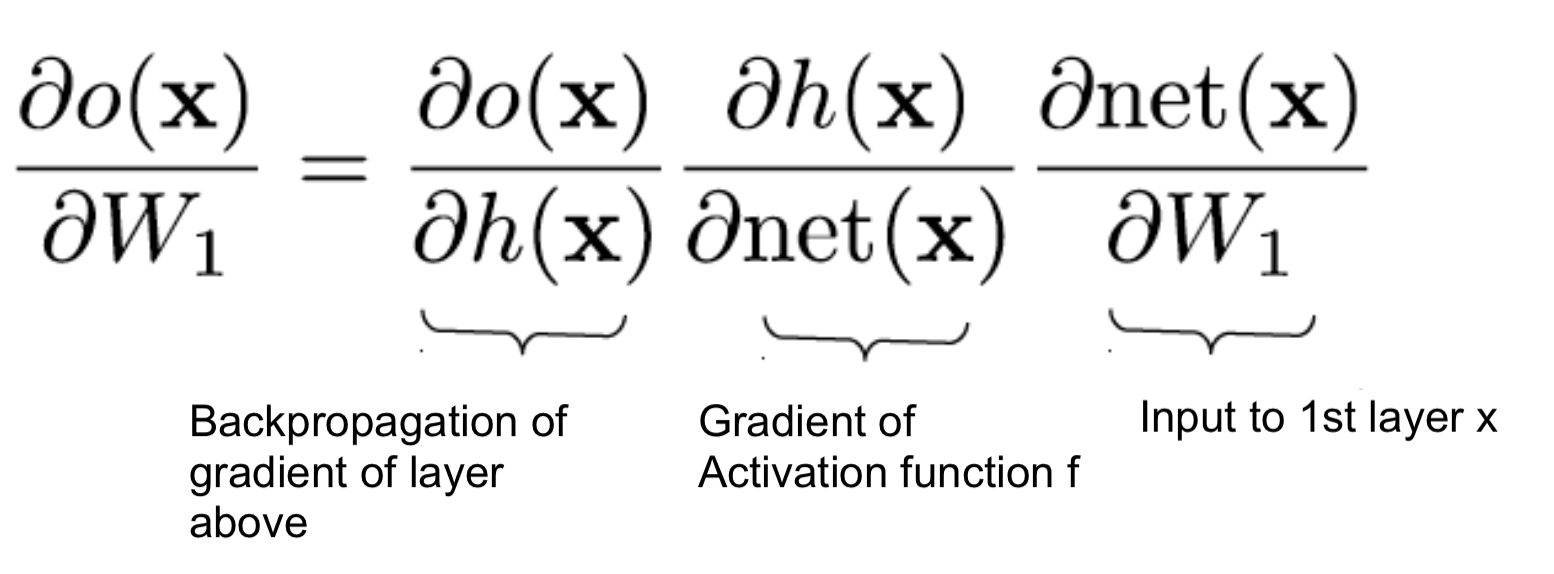 ∂o(x) / ∂W₁ = ∂o(x) / ∂h(x) ∂h(x) / ∂net(x) ∂net(x) / ∂W₁
Backpropagation of
gradient of layer
above
Gradient of
Activation function f
Input to 1st layer x